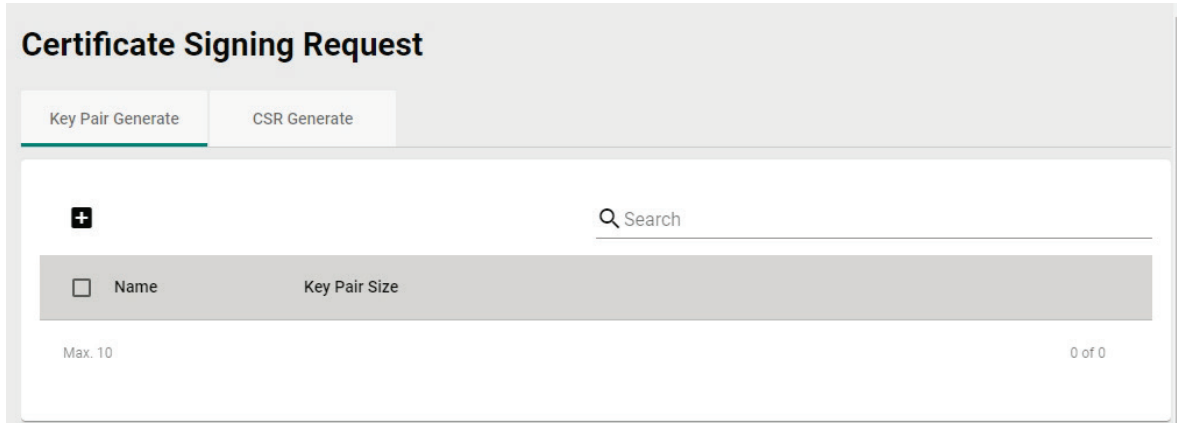 Certificate Signing Request
Key Pair Generate CSR Generate
Search
Name Key Pair Size
Max. 10 0 of 0